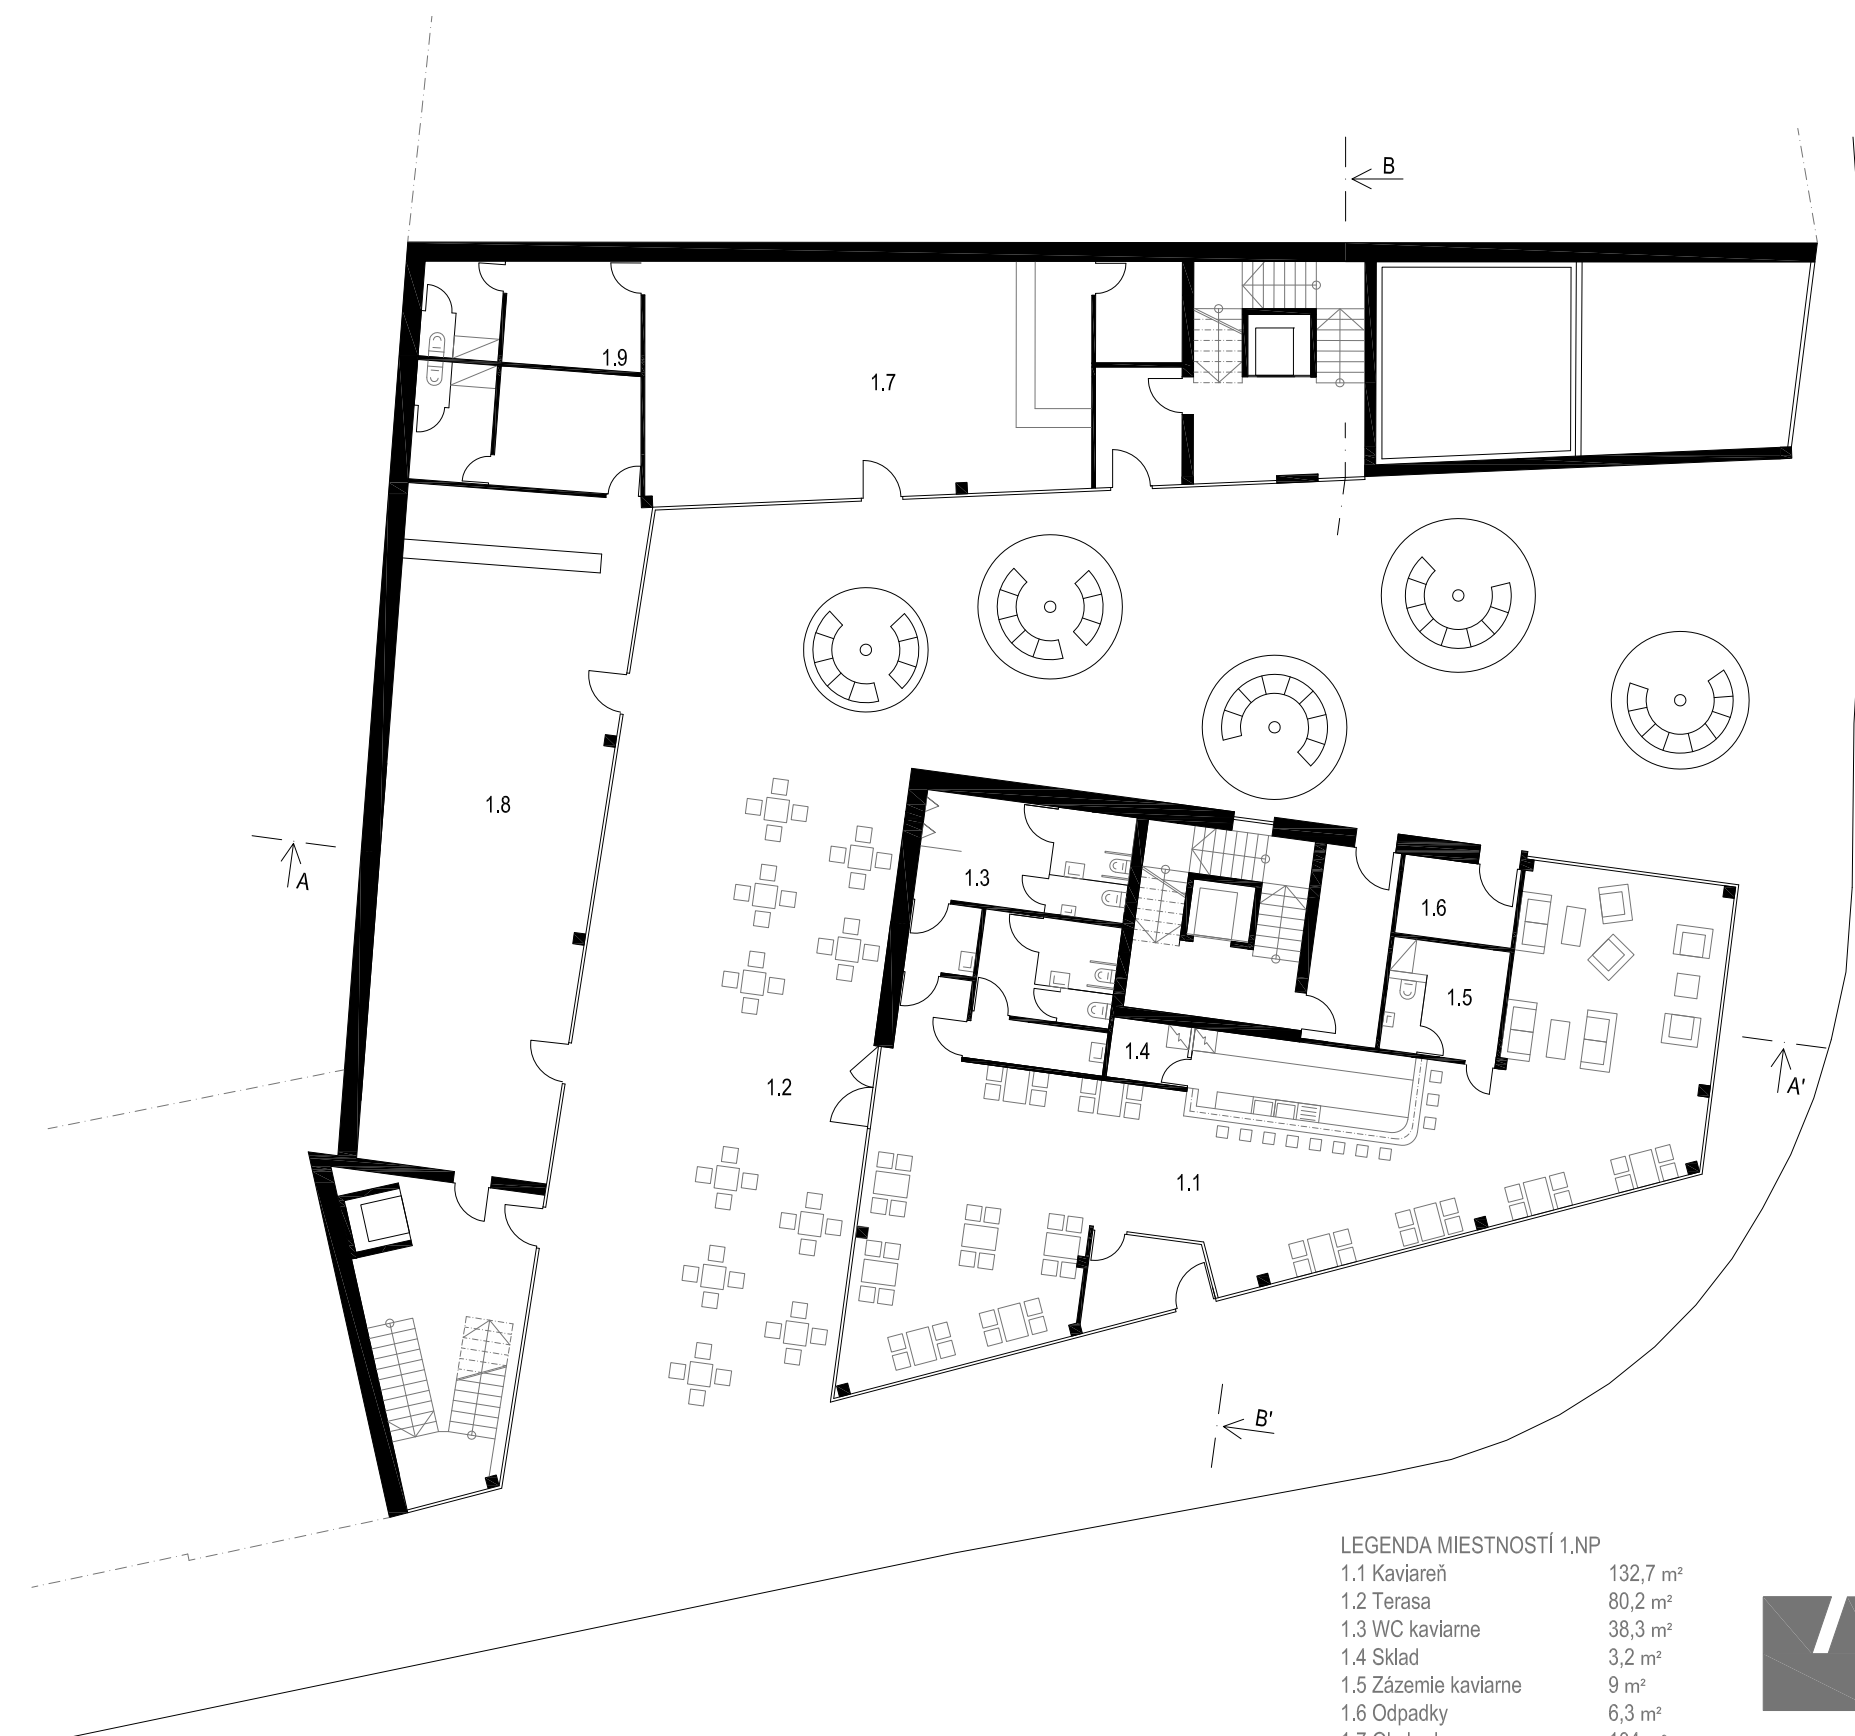 B
1.9
1.7
1.8
A
1.3
1.6
1.5
1.4
1.2
A'
1.1
B'
LEGENDA MIESTNOSTÍ 1.NP
1.1 Kaviareň 132,7 m²
1.2 Terasa 80,2 m²
1.3 WC kaviarne 38,3 m²
1.4 Sklad 3,2 m²
1.5 Zázemie kaviarne 9 m²
1.6 Odpadky 6,3 m²